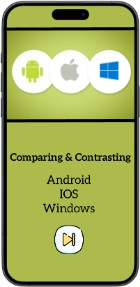 Comparing & Contrasting
Android
IOS
Windows